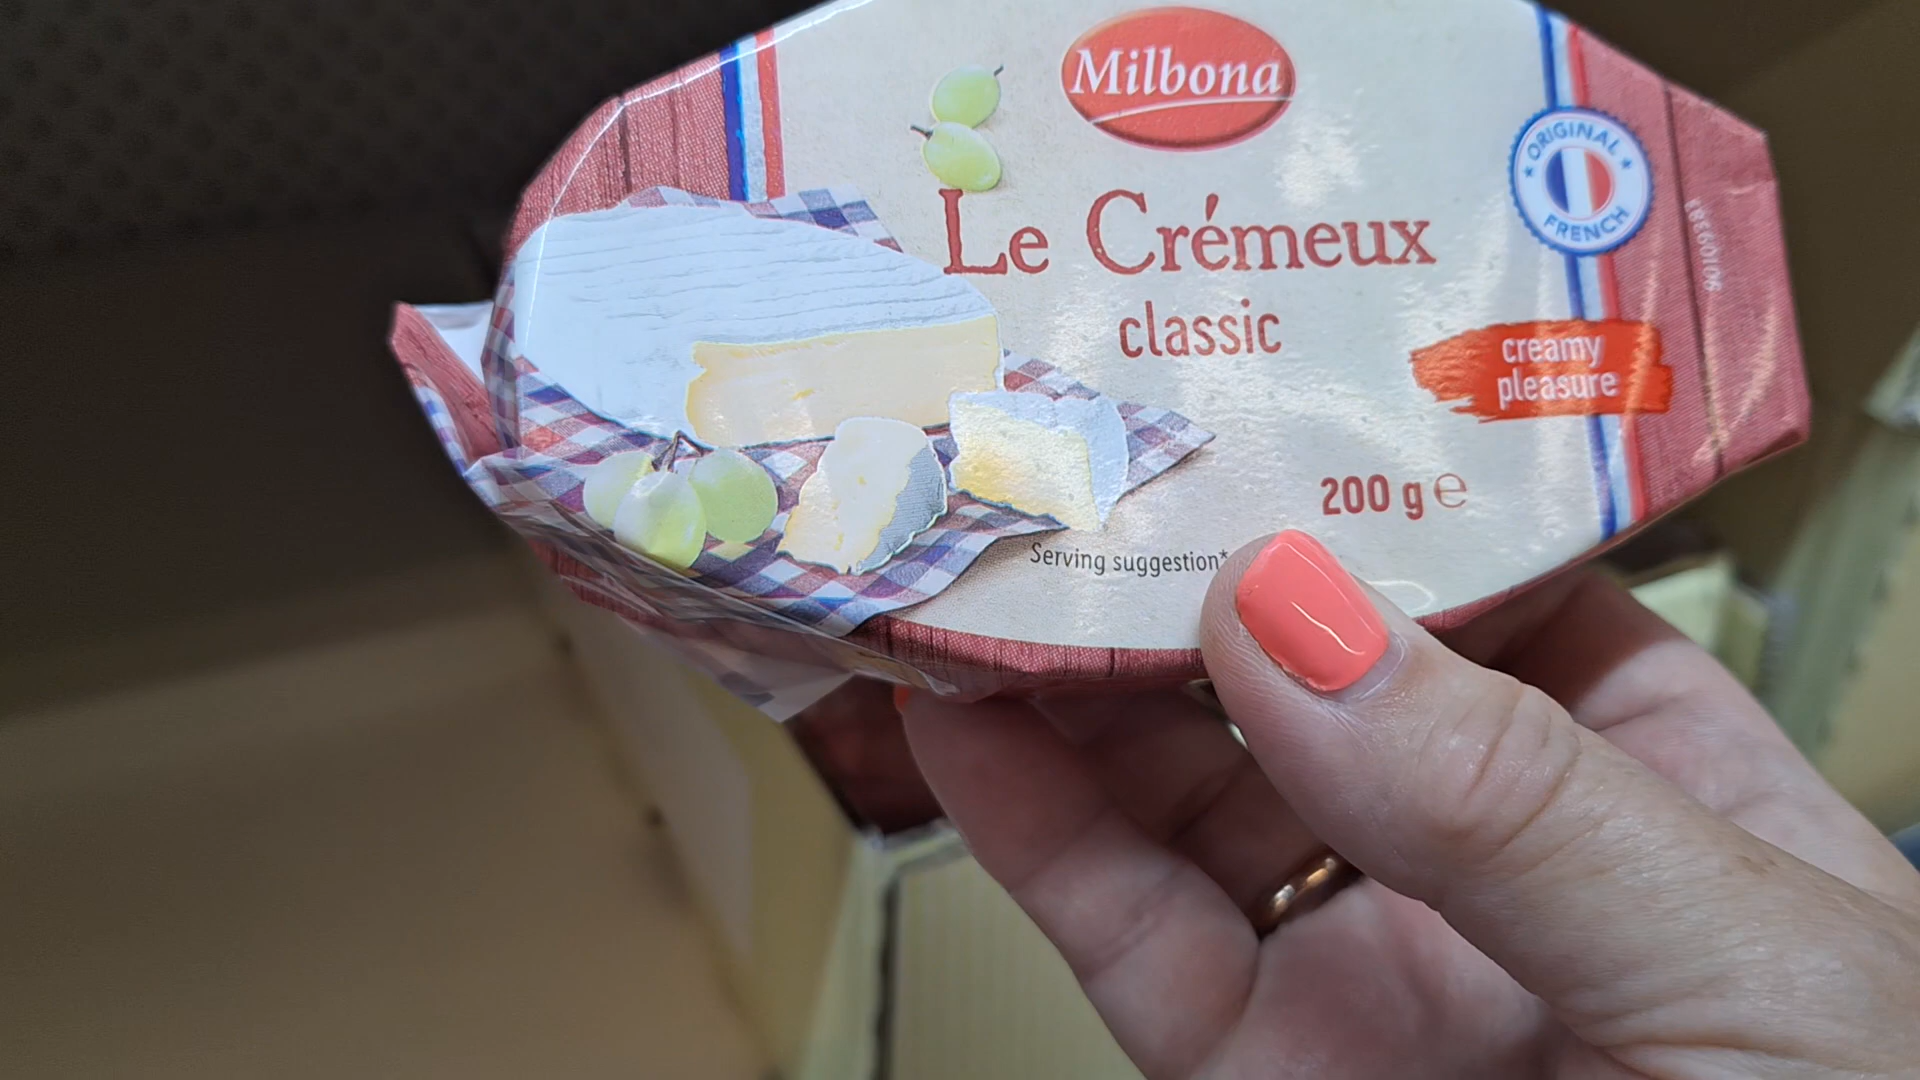 Milbona
Le Crémeux
classic
ORIGINAL
FRENCH
creamy
pleasure
200 g ℮
Serving suggestion*